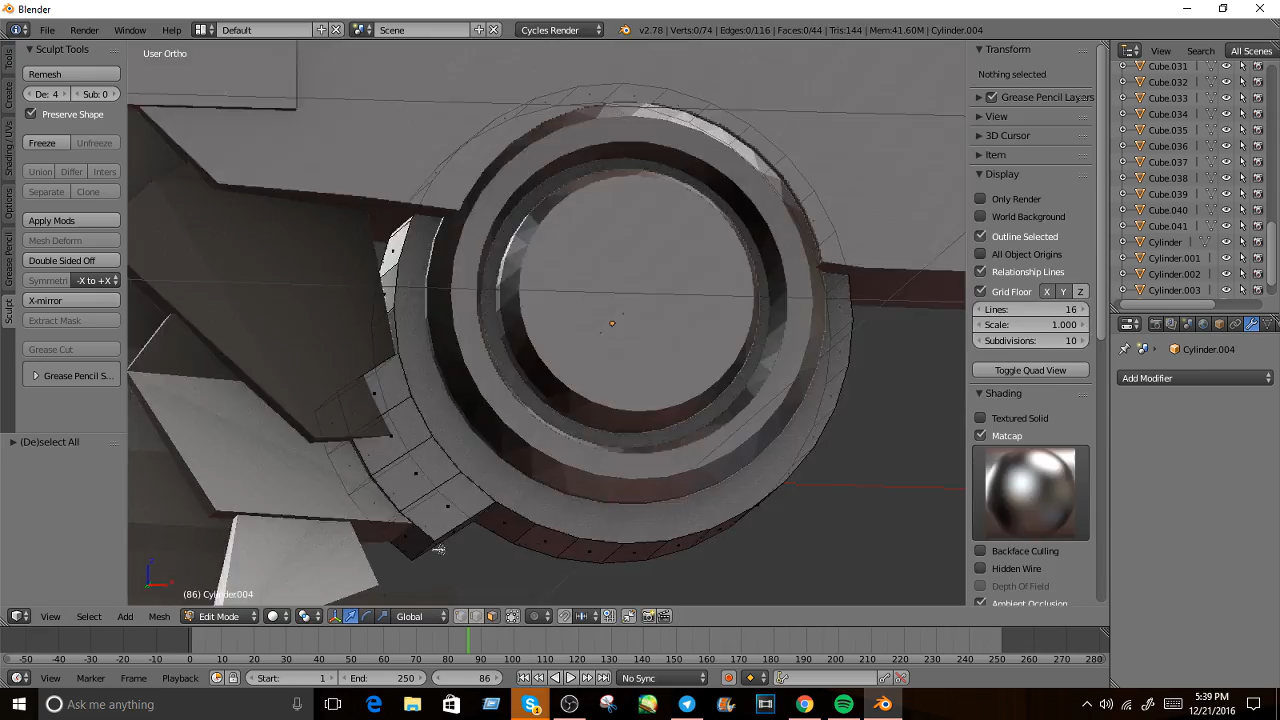 Blender
File Render Window Help Default Scene Cycles Render v2.78 | Verts:0/74 | Edges:0/116 | Faces:0/44 | Tris:144 | Mem:41.60M | Cylinder.004
Sculpt Tools
Remesh
De: 4 Sub: 0
Preserve Shape
Freeze Unfreeze
Union Differ Inters
Separate Clone
Apply Mods
Mesh Deform
Double Sided Off
Symmetri -X to +X
X-mirror
Extract Mask
Grease Cut
Grease Pencil S...
(De)select All
Tools
Create
Shading / UVs
Options
Grease Pencil
Sculpt
User Ortho
(86) Cylinder.004
Transform
Nothing selected
Grease Pencil Layers
View
3D Cursor
Item
Display
Only Render
World Background
Outline Selected
All Object Origins
Relationship Lines
Grid Floor X Y Z
Lines: 16
Scale: 1.000
Subdivisions: 10
Toggle Quad View
Shading
Textured Solid
Matcap
Backface Culling
Hidden Wire
Depth Of Field
Ambient Occlusion
View Search All Scenes
Cube.031
Cube.032
Cube.033
Cube.034
Cube.035
Cube.036
Cube.037
Cube.038
Cube.039
Cube.040
Cube.041
Cylinder
Cylinder.001
Cylinder.002
Cylinder.003
Cylinder.004
Add Modifier
View Select Add Mesh Edit Mode Global
-50 -40 -30 -20 -10 0 10 20 30 40 50 60 70 80 90 100 110 120 130 140 150 160 170 180 190 200 210 220 230 240 250 260 270 280
View Marker Frame Playback Start: 1 End: 250 86 No Sync
Ask me anything
5:39 PM
12/21/2016